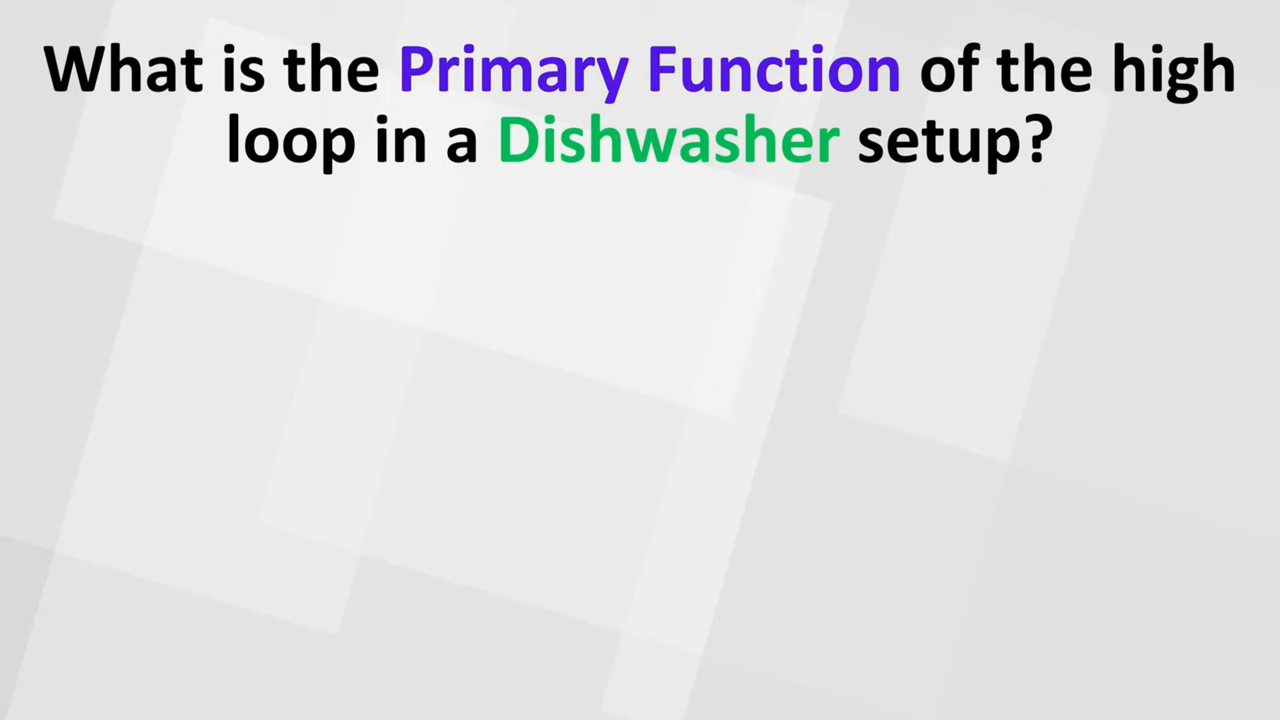 What is the Primary Function of the high
loop in a Dishwasher setup?